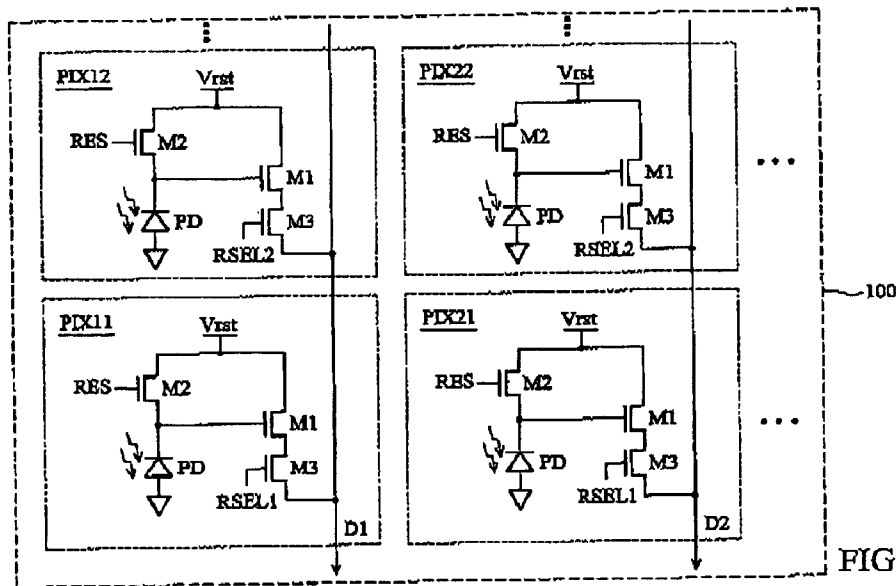 PIX12
Vrst
RES
M2
M1
PD
M3
RSEL2
PIX22
Vrst
RES
M2
M1
PD
M3
RSEL2
100
PIX11
Vrst
RES
M2
M1
PD
M3
RSEL1
D1
PIX21
Vrst
RES
M2
M1
PD
M3
RSEL1
D2
FIG